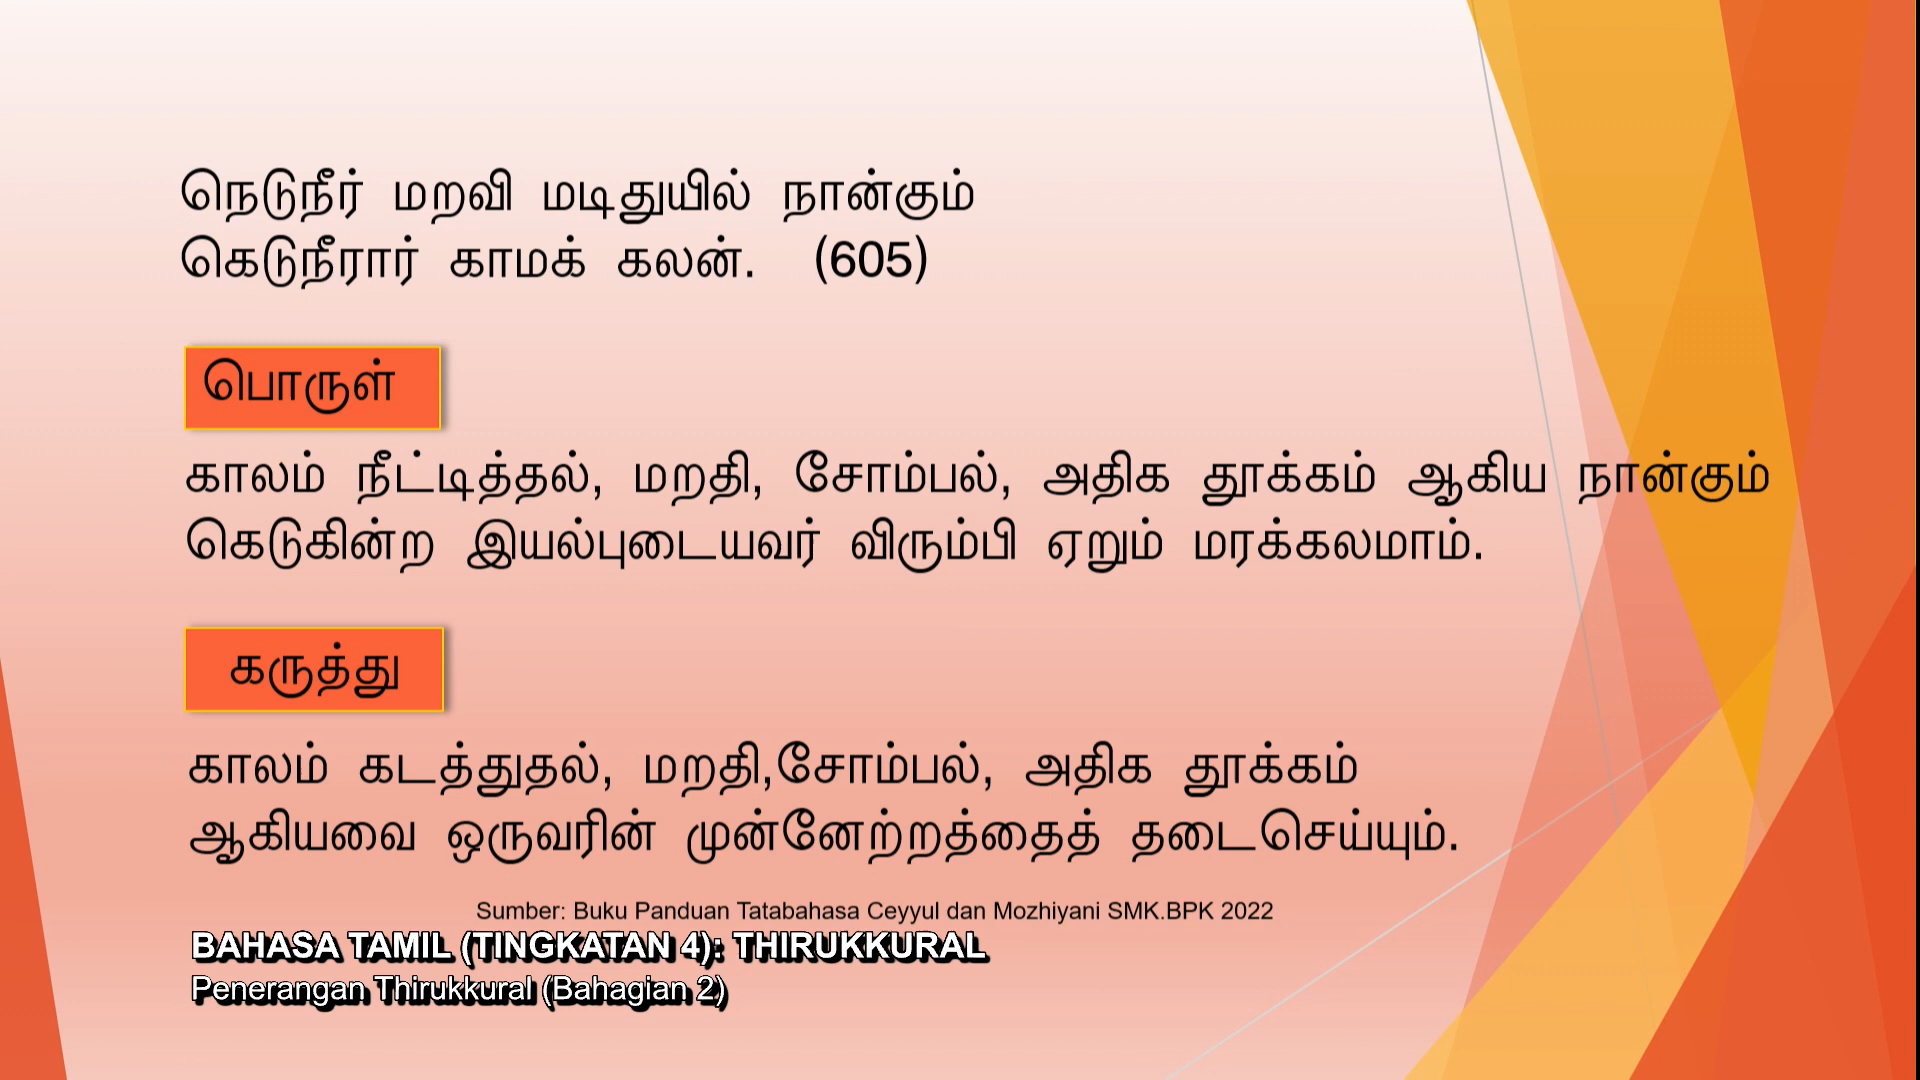 நெடுநீர் மறவி மடிதுயில் நான்கும்
கெடுநீரார் காமக் கலன். (605)
பொருள்
காலம் நீட்டித்தல், மறதி, சோம்பல், அதிக தூக்கம் ஆகிய நான்கும்
கெடுகின்ற இயல்புடையவர் விரும்பி ஏறும் மரக்கலமாம்.
கருத்து
காலம் கடத்துதல், மறதி,சோம்பல், அதிக தூக்கம்
ஆகியவை ஒருவரின் முன்னேற்றத்தைத் தடைசெய்யும்.
Sumber: Buku Panduan Tatabahasa Ceyyul dan Mozhiyani SMK.BPK 2022
BAHASA TAMIL (TINGKATAN 4): THIRUKKURAL
Penerangan Thirukkural (Bahagian 2)